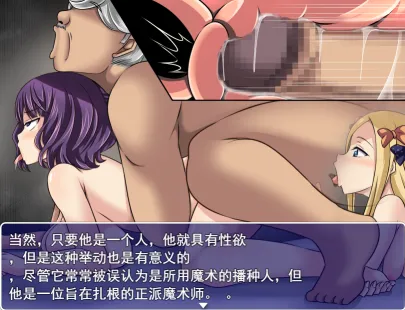 当然，只要他是一个人，他就具有性欲
，但是这种举动也是有意义的
，尽管它常常被误认为是所用魔术的播种人，但
他是一位旨在扎根的正派魔术师。 。